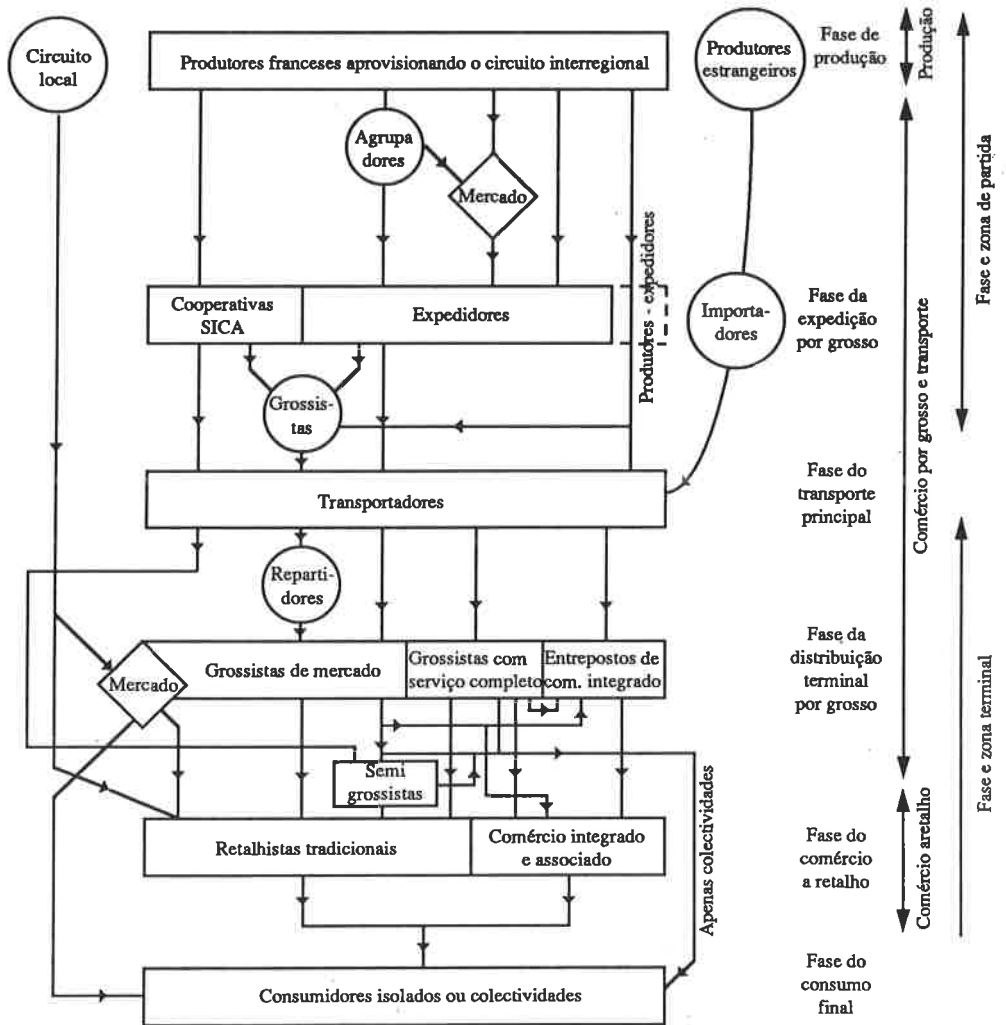 Circuito
local
Produtores franceses aprovisionando o circuito interregional
Produtores
estrangeiros
Fase de
produção
Produção
Agrupa
dores
Mercado
Fase e zona de partida
Cooperativas
SICA
Expedidores
Produtores - expedidores
Importa-
dores
Fase da
expedição
por grosso
Grossis-
tas
Comércio por grosso e transporte
Transportadores
Fase do
transporte
principal
Reparti-
dores
Mercado
Grossistas de mercado
Grossistas com
serviço completo
Entrepostos de
com. integrado
Fase da
distribuição
terminal
por grosso
Fase e zona terminal
Semi
grossistas
Apenas colectividades
Retalhistas tradicionais
Comércio integrado
e associado
Fase do
comércio
a retalho
Comércio aretalho
Consumidores isolados ou colectividades
Fase do
consumo
final